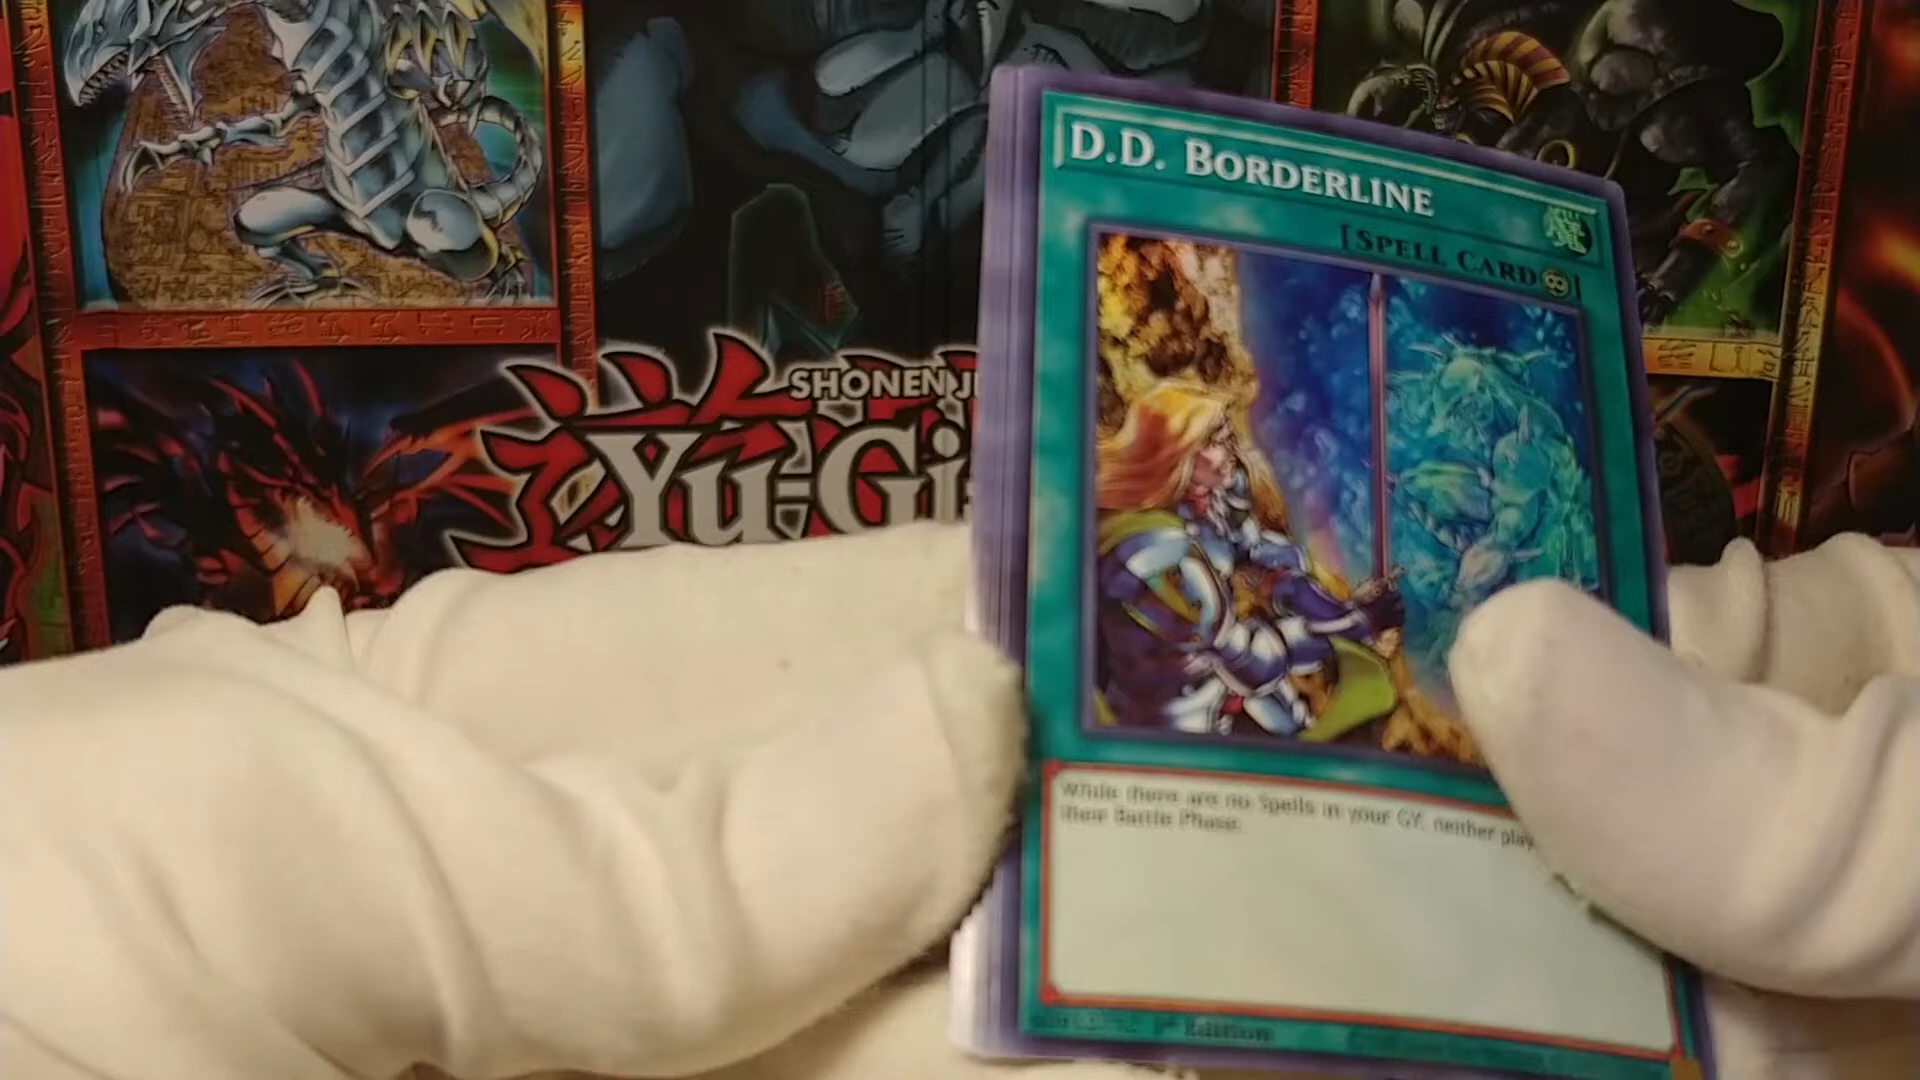 D.D. BORDERLINE
[SPELL CARD]
SHONEN J
YU-GI
While there are no Spells in your GY, neither play
their Battle Phase.
1st Edition